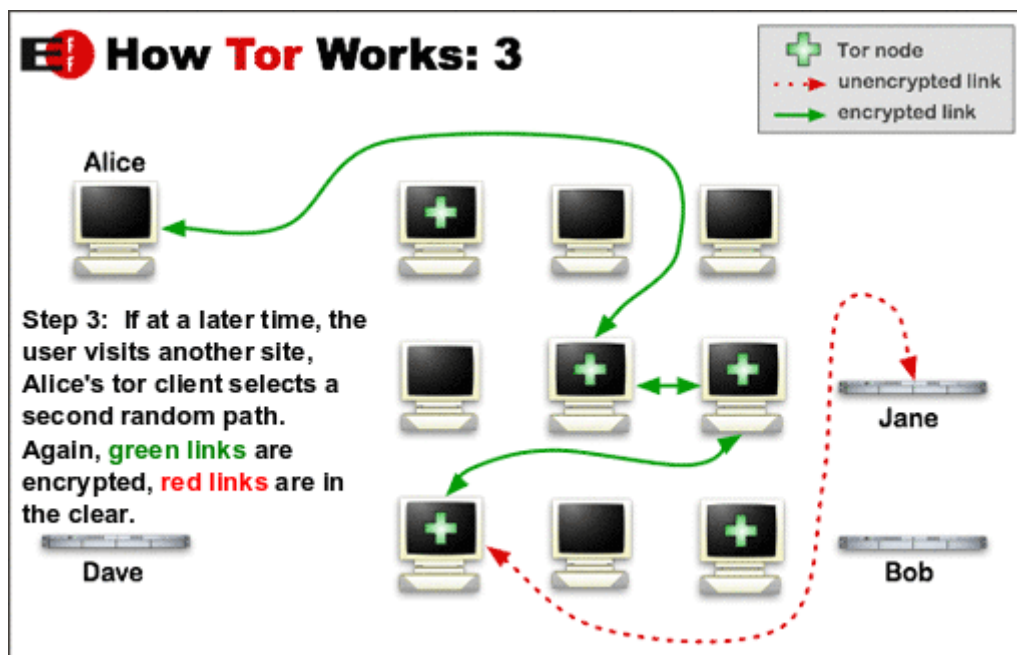 EFF How Tor Works: 3
Tor node
unencrypted link
encrypted link
Alice
Step 3: If at a later time, the
user visits another site,
Alice's tor client selects a
second random path.
Again, green links are
encrypted, red links are in
the clear.
Jane
Dave
Bob